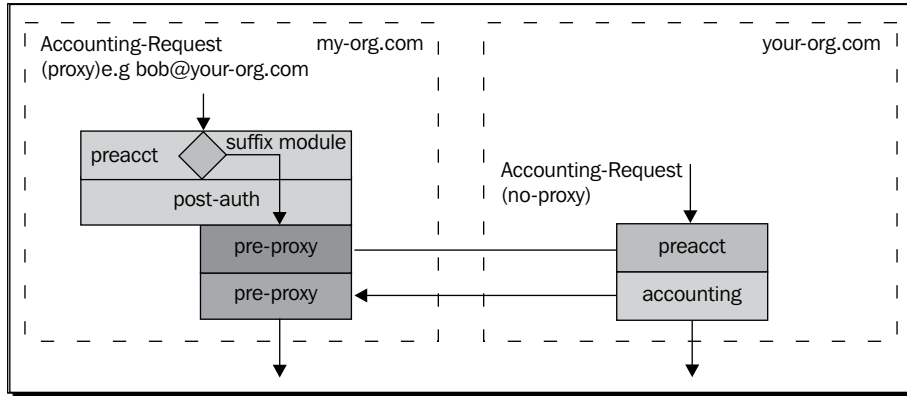 Accounting-Request
(proxy)e.g bob@your-org.com
my-org.com
suffix module
preacct
post-auth
pre-proxy
pre-proxy
your-org.com
Accounting-Request
(no-proxy)
preacct
accounting